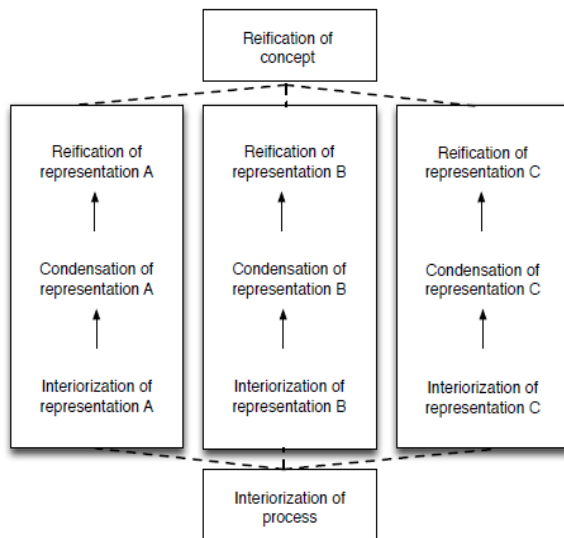 Reification of
concept
Reification of
representation A
Reification of
representation B
Reification of
representation C
Condensation of
representation A
Condensation of
representation B
Condensation of
representation C
Interiorization of
representation A
Interiorization of
representation B
Interiorization of
representation C
Interiorization of
process